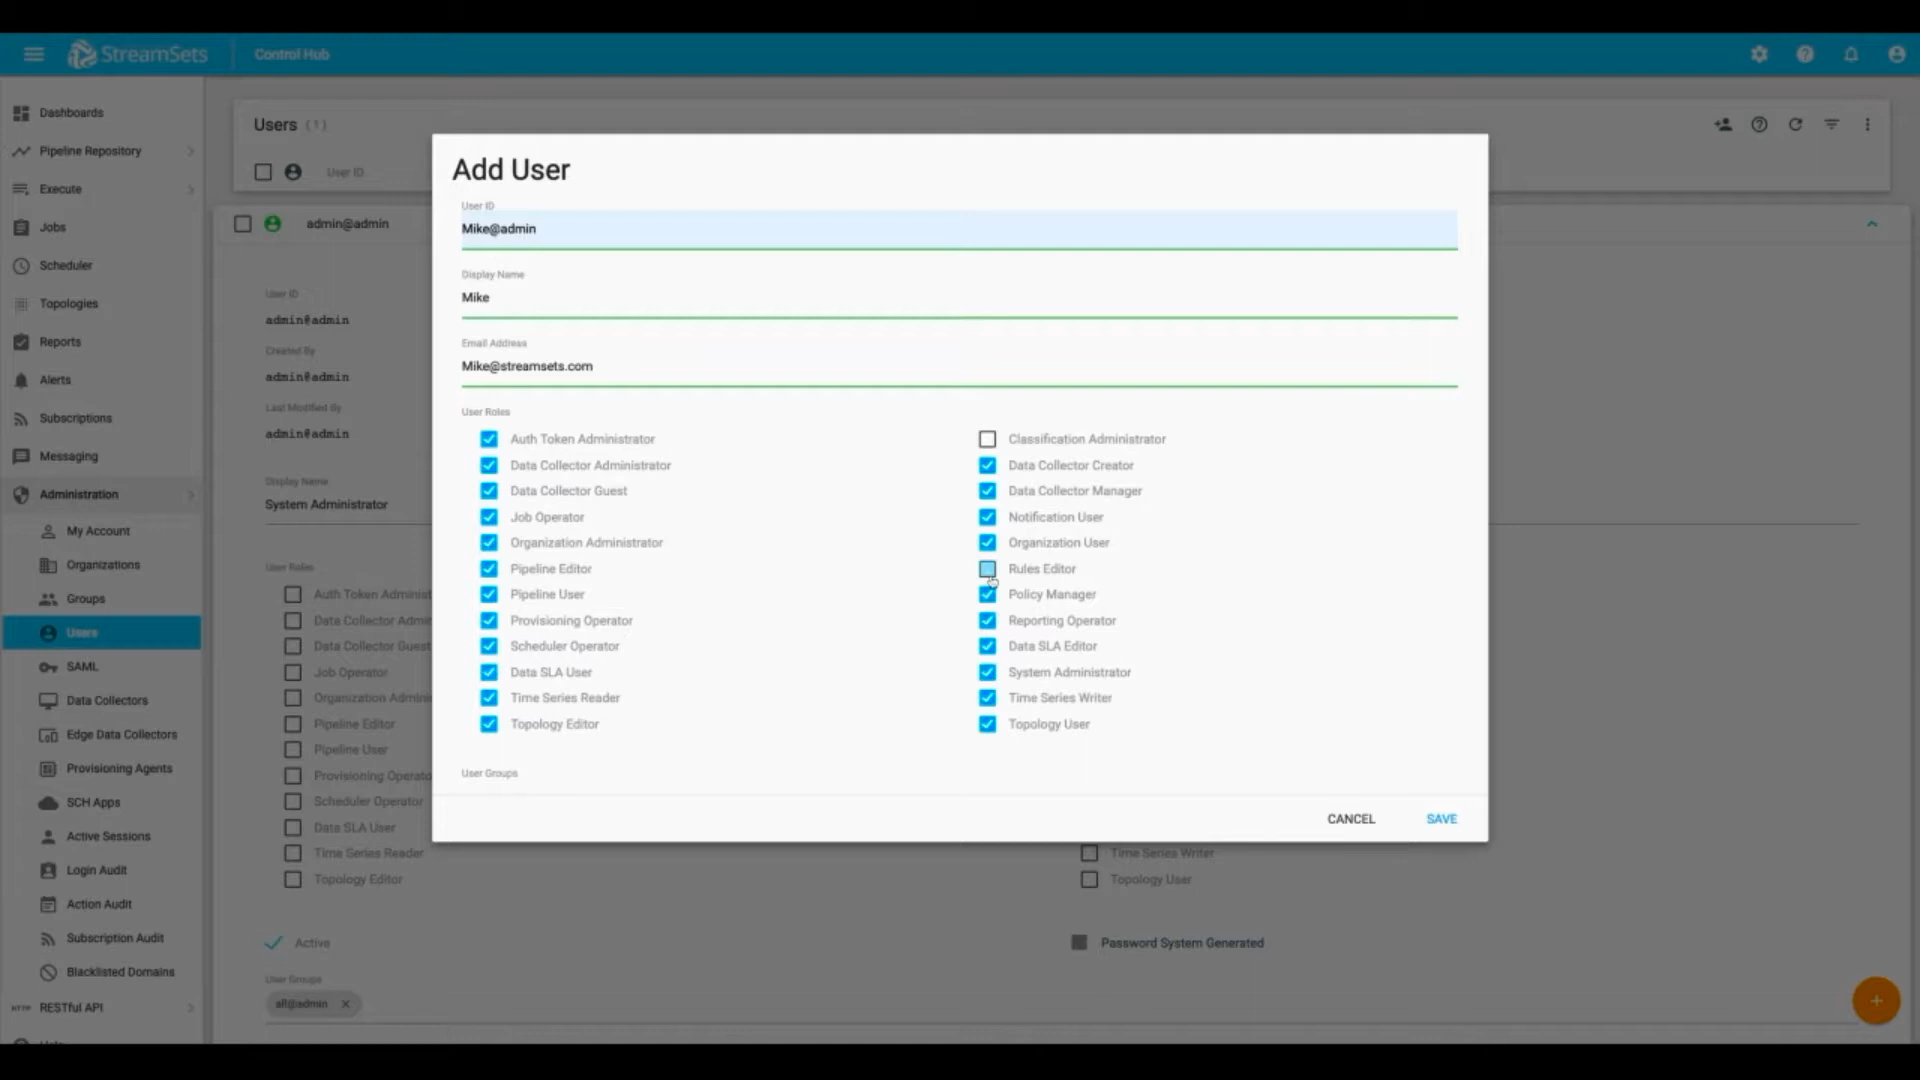 StreamSets
Control Hub
Dashboards
Pipeline Repository
Execute
Jobs
Scheduler
Topologies
Reports
Alerts
Subscriptions
Messaging
Administration
My Account
Organizations
Groups
Users
SAML
Data Collectors
Edge Data Collectors
Provisioning Agents
SCH Apps
Active Sessions
Login Audit
Action Audit
Subscription Audit
Blacklisted Domains
HTTP RESTful API
Users (1)
User ID
admin@admin
User ID
admin@admin
Created By
admin@admin
Last Modified By
admin@admin
Display Name
System Administrator
User Roles
Auth Token Administ
Data Collector Admin
Data Collector Guest
Job Operator
Organization Adminis
Pipeline Editor
Pipeline User
Provisioning Operato
Scheduler Operator
Data SLA User
Time Series Reader
Time Series Writer
Topology Editor
Topology User
Active
Password System Generated
User Groups
all@admin
Add User
User ID
Mike@admin
Display Name
Mike
Email Address
Mike@streamsets.com
User Roles
Auth Token Administrator
Classification Administrator
Data Collector Administrator
Data Collector Creator
Data Collector Guest
Data Collector Manager
Job Operator
Notification User
Organization Administrator
Organization User
Pipeline Editor
Rules Editor
Pipeline User
Policy Manager
Provisioning Operator
Reporting Operator
Scheduler Operator
Data SLA Editor
Data SLA User
System Administrator
Time Series Reader
Time Series Writer
Topology Editor
Topology User
User Groups
CANCEL
SAVE